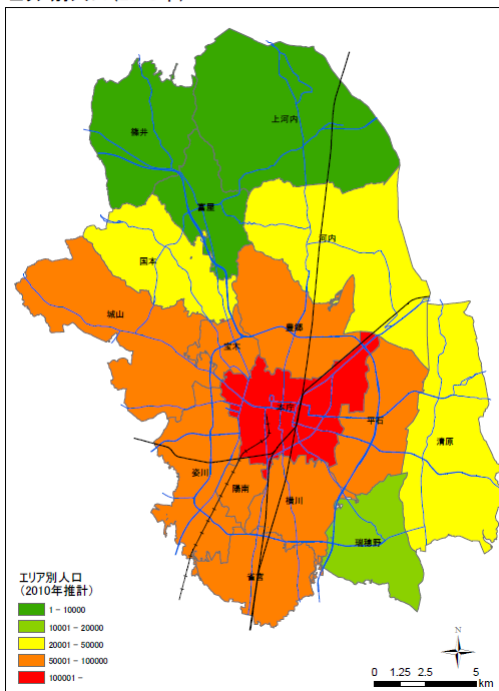 篠井
上河内
富屋
河内
国本
城山
豊郷
宝木
本庁
平石
清原
姿川
陽南
横川
瑞穂野
雀宮
エリア別人口
(2010年推計)
1 - 10000
10001 - 20000
20001 - 50000
50001 - 100000
100001 -
N
0 1.25 2.5 5
km